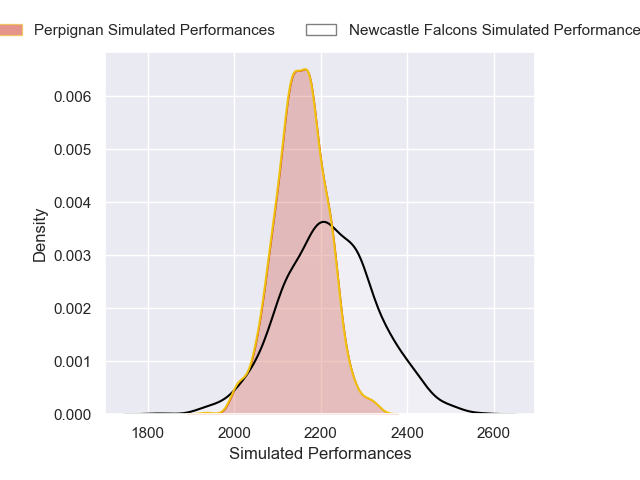 Perpignan Simulated Performances
Newcastle Falcons Simulated Performance
0.006
0.005
0.004
0.003
0.002
0.001
0.000
Density
1800 2000 2200 2400 2600
Simulated Performances